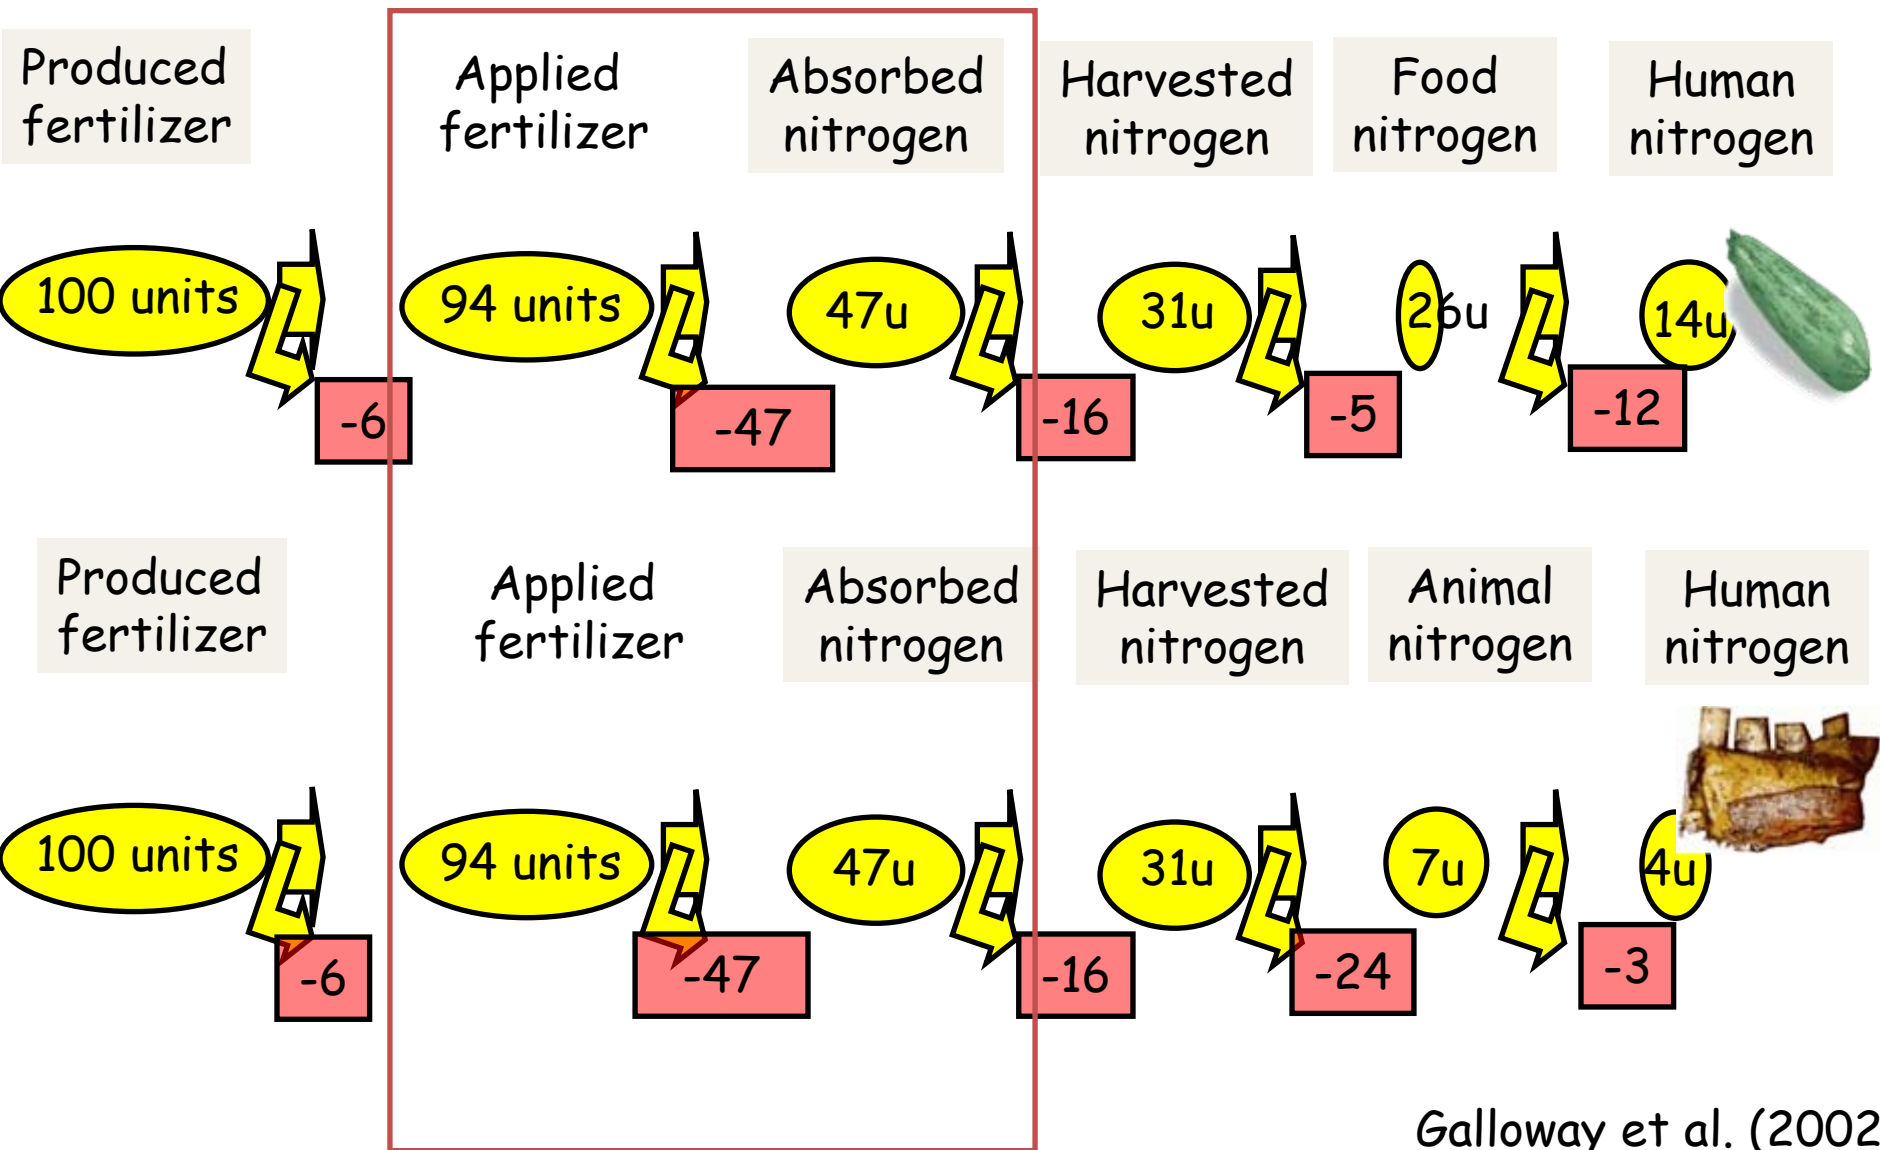 Produced
fertilizer
Applied
fertilizer
Absorbed
nitrogen
Harvested
nitrogen
Food
nitrogen
Human
nitrogen
100 units
94 units
47u
31u
26u
14u
-6
-47
-16
-5
-12
Produced
fertilizer
Applied
fertilizer
Absorbed
nitrogen
Harvested
nitrogen
Animal
nitrogen
Human
nitrogen
100 units
94 units
47u
31u
7u
4u
-6
-47
-16
-24
-3
Galloway et al. (2002